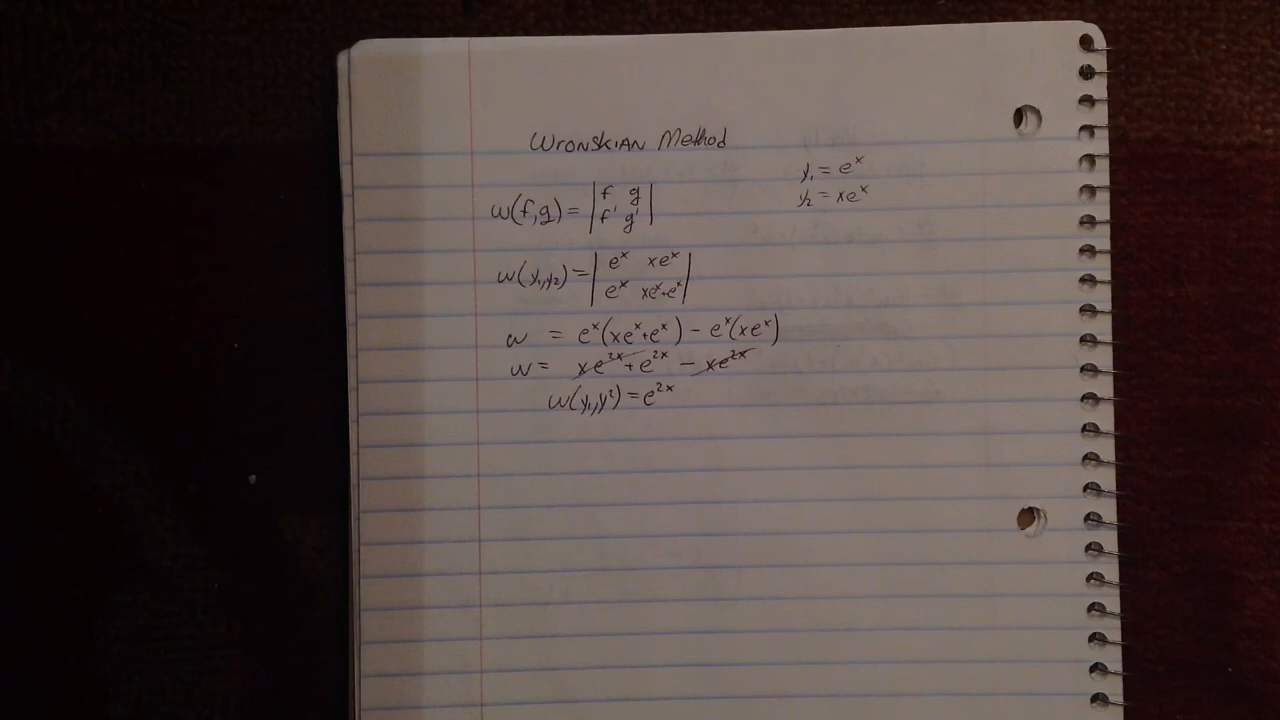 Wronskian Method
y₁ = eˣ
y₂ = xeˣ
w(f,g) = |f g|
|f' g'|
w(y₁,y₂) = |eˣ xeˣ|
|eˣ xeˣ+eˣ|
w = eˣ(xeˣ+eˣ) - eˣ(xeˣ)
w = xe²ˣ + e²ˣ - xe²ˣ
w(y₁,y²) = e²ˣ